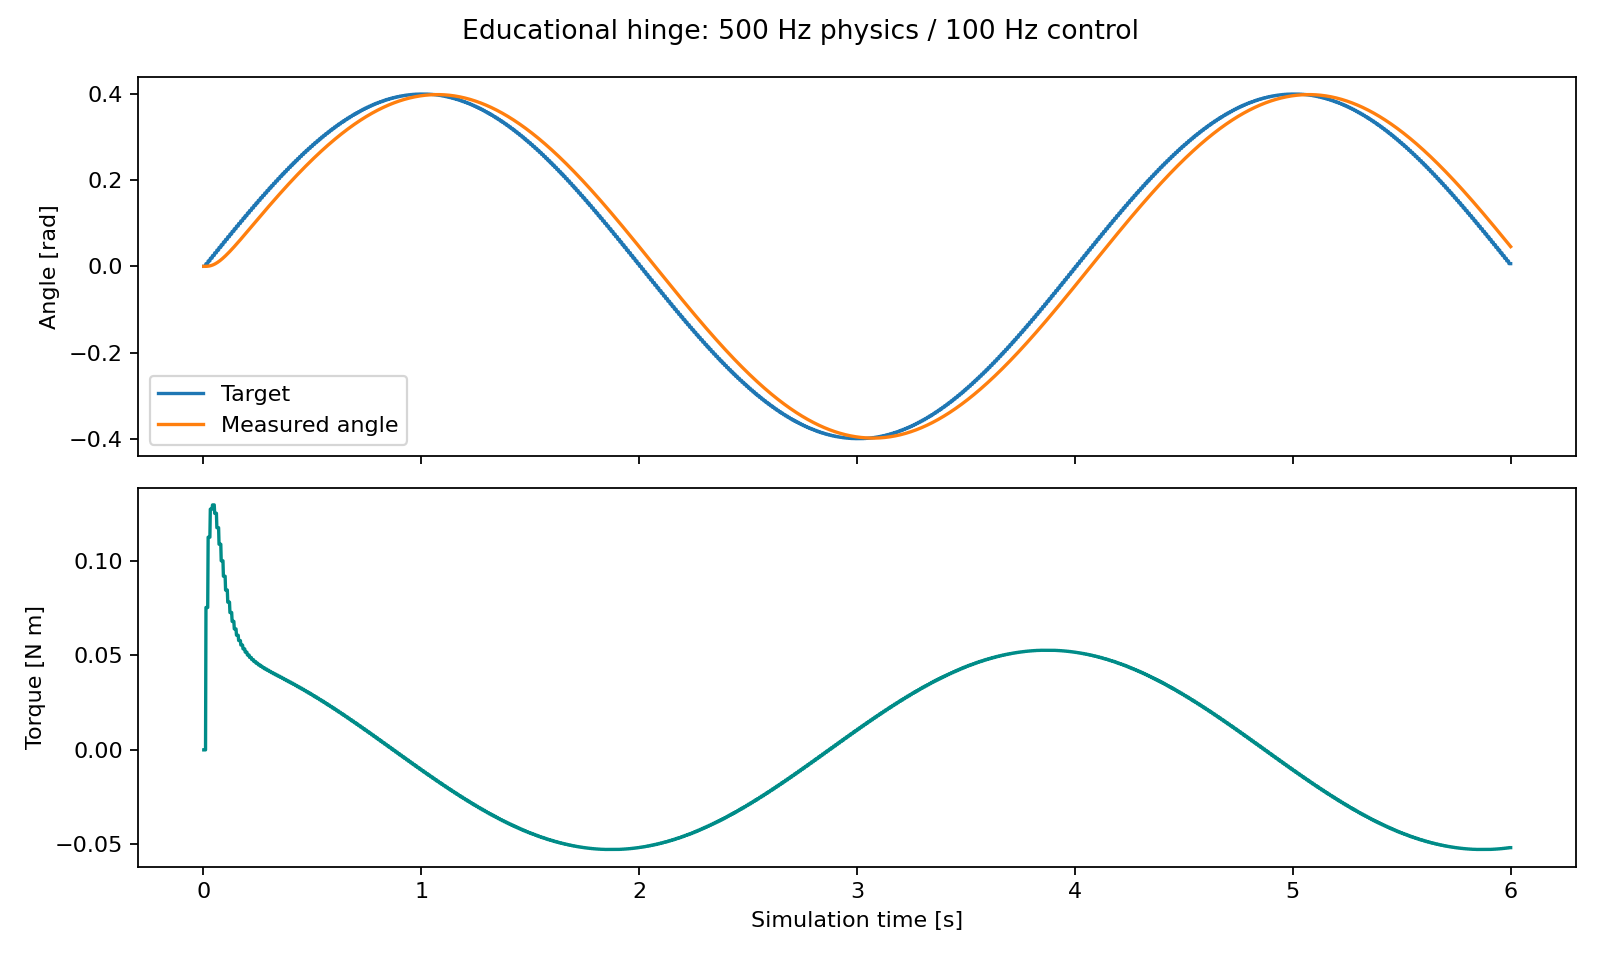 Educational hinge: 500 Hz physics / 100 Hz control
Angle [rad]
0.4
0.2
0.0
−0.2
−0.4
Target
Measured angle
Torque [N m]
0.10
0.05
0.00
−0.05
0 1 2 3 4 5 6
Simulation time [s]